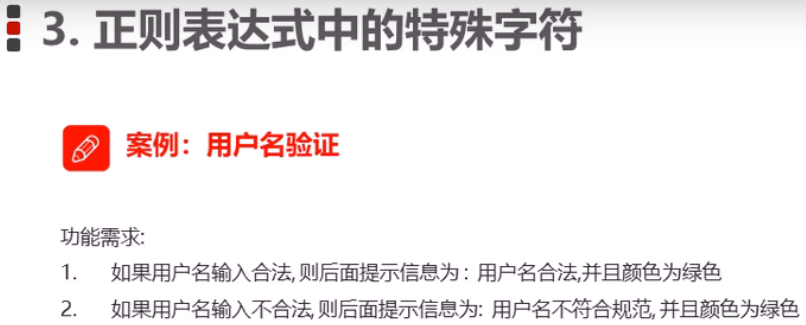 3. 正则表达式中的特殊字符
案例：用户名验证
功能需求:
1. 如果用户名输入合法, 则后面提示信息为 : 用户名合法,并且颜色为绿色
2. 如果用户名输入不合法, 则后面提示信息为: 用户名不符合规范, 并且颜色为绿色